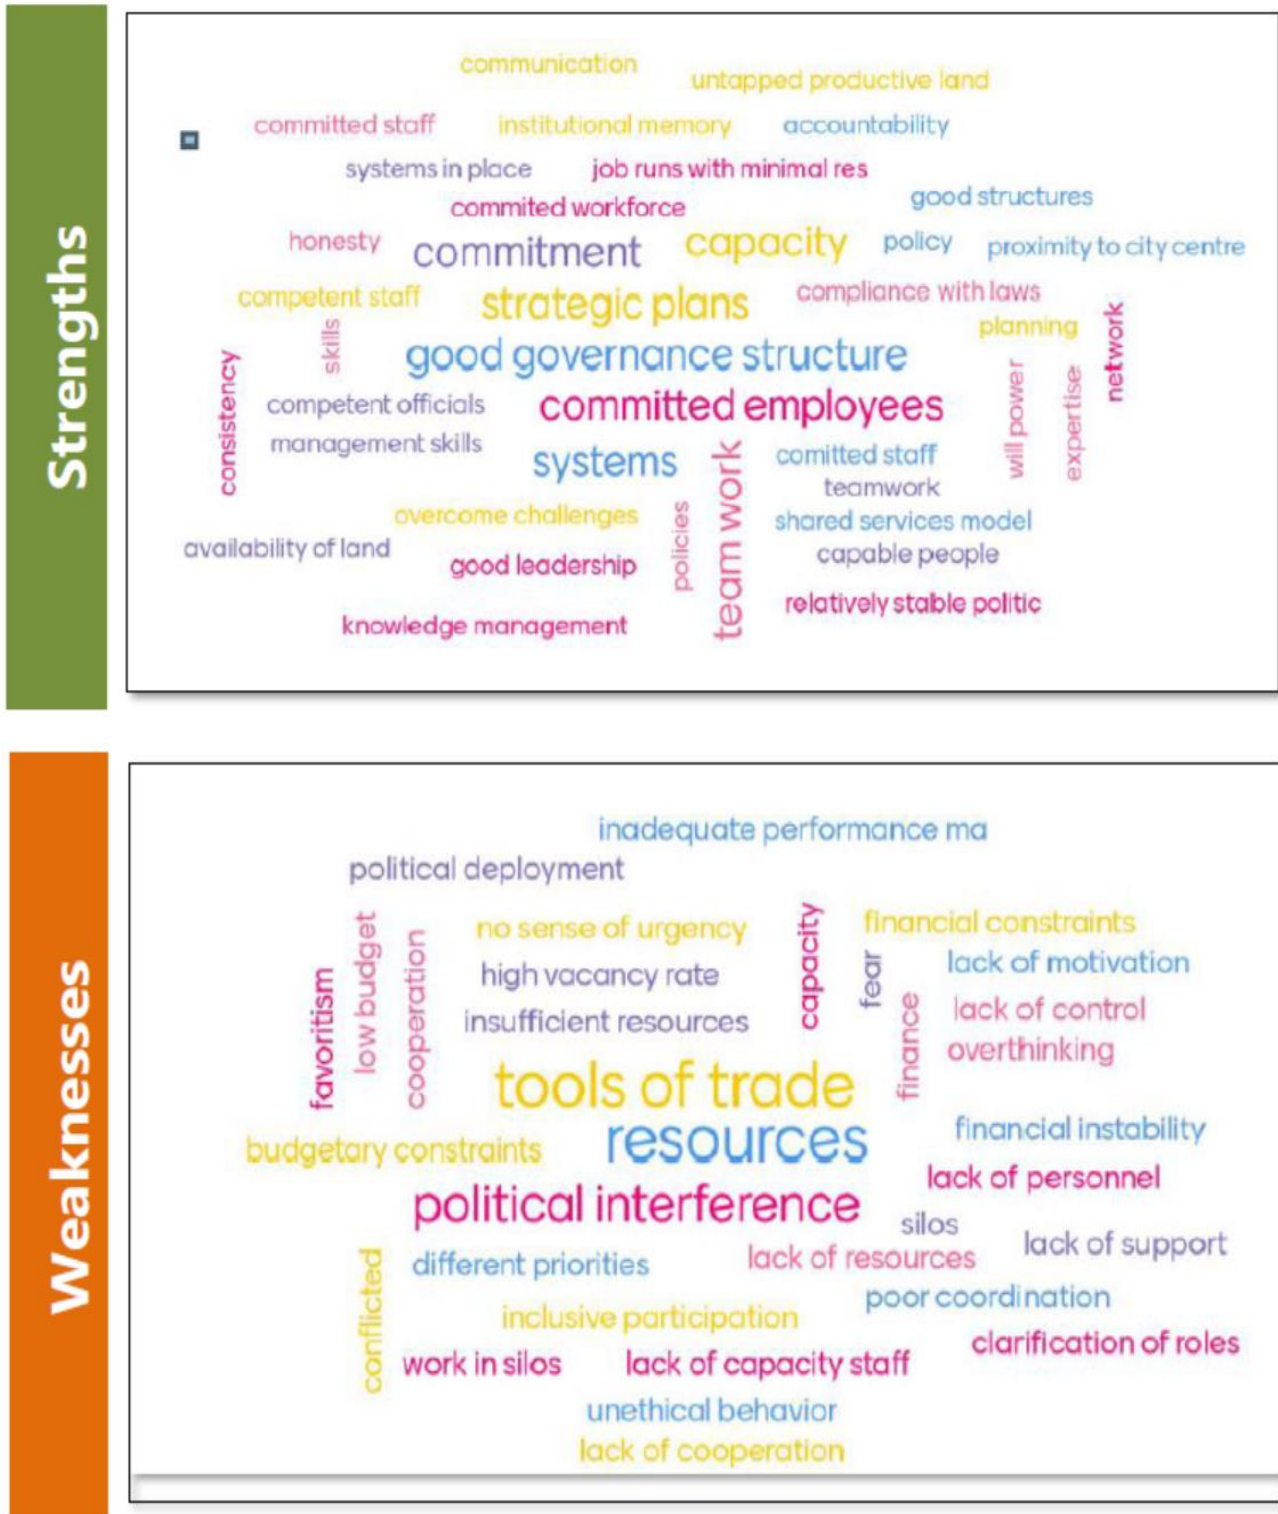 Strengths
communication
untapped productive land
committed staff
institutional memory
accountability
systems in place
job runs with minimal res
good structures
commited workforce
honesty
commitment
capacity
policy
proximity to city centre
competent staff
strategic plans
compliance with laws
planning
network
skills
good governance structure
consistency
competent officials
committed employees
will power
expertise
management skills
systems
team work
comitted staff
teamwork
overcome challenges
policies
shared services model
availability of land
good leadership
capable people
relatively stable politic
knowledge management
Weaknesses
inadequate performance ma
political deployment
favoritism
low budget
cooperation
no sense of urgency
capacity
financial constraints
high vacancy rate
fear
lack of motivation
insufficient resources
finance
lack of control
overthinking
tools of trade
resources
financial instability
budgetary constraints
lack of personnel
political interference
silos
lack of support
conflicted
different priorities
lack of resources
poor coordination
inclusive participation
clarification of roles
work in silos
lack of capacity staff
unethical behavior
lack of cooperation